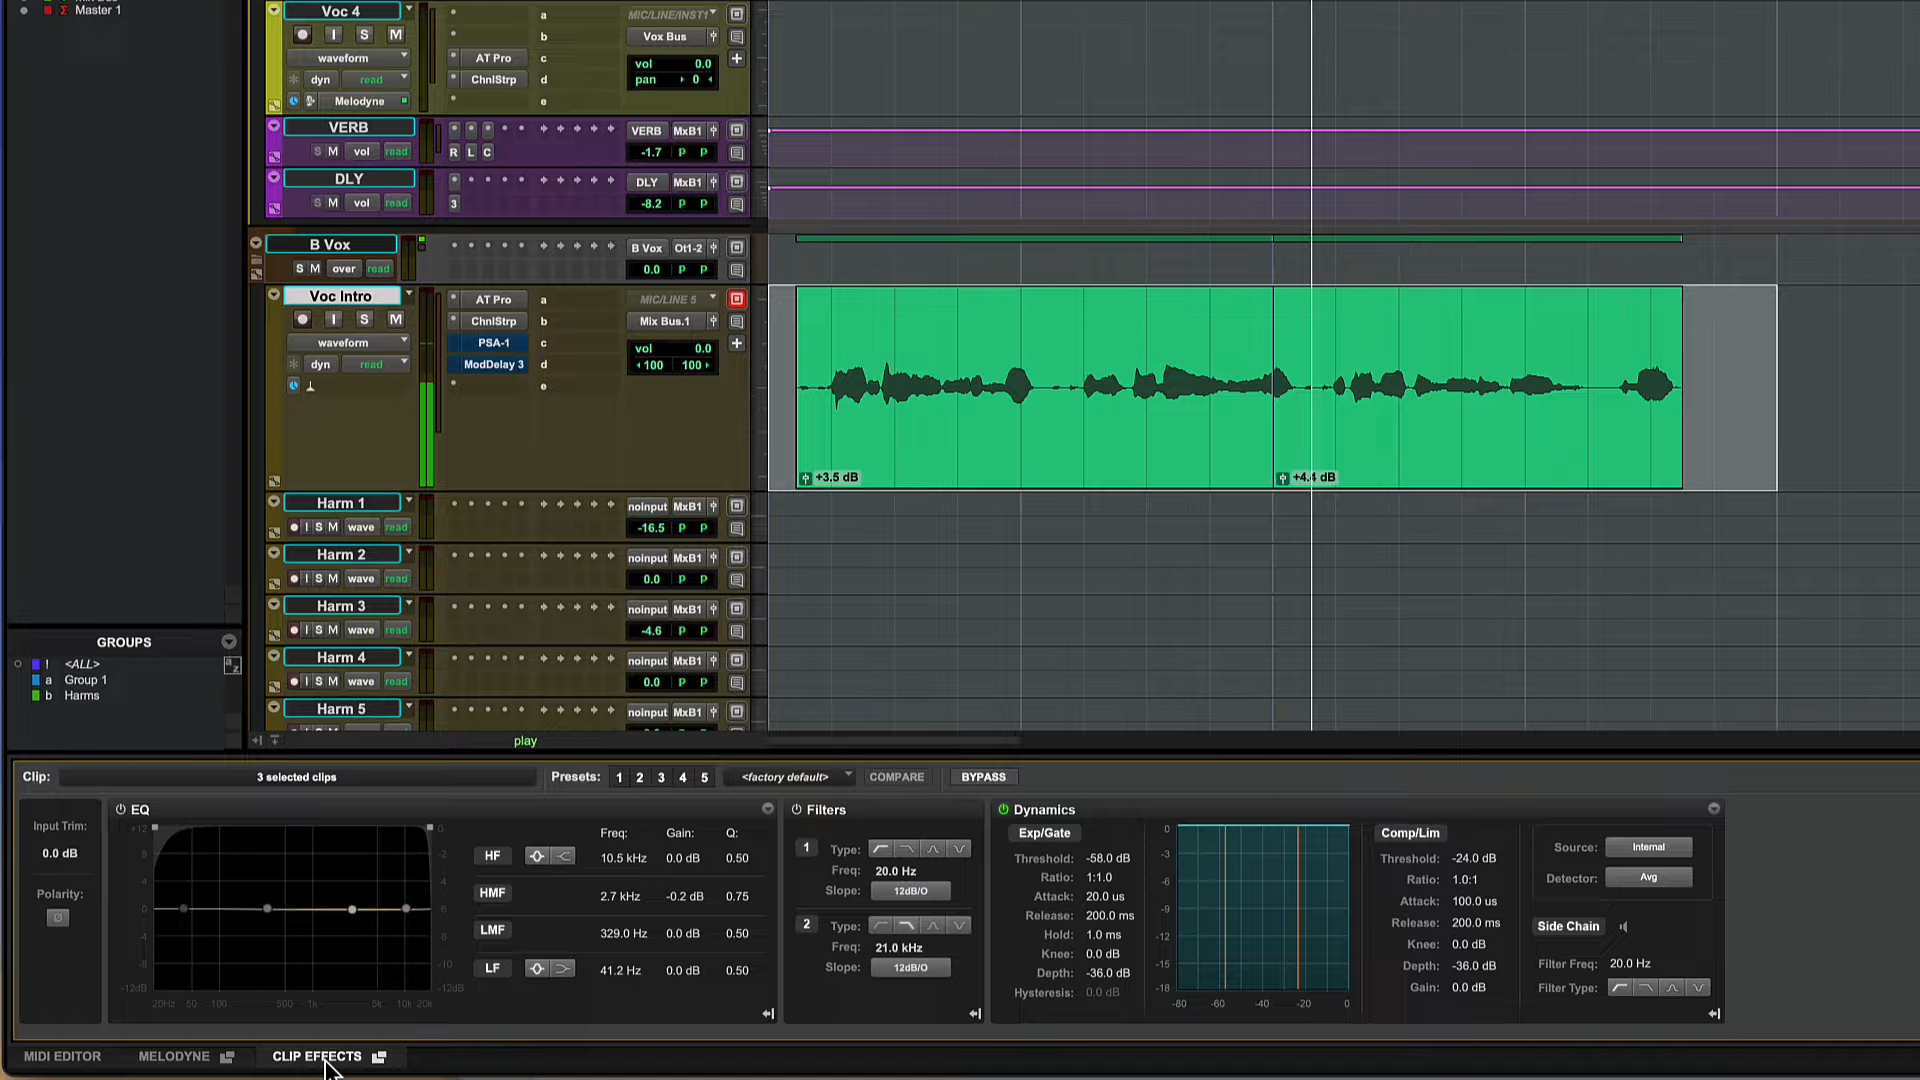 Master 1
Voc 4
a
MIC/LINE/INST1
I S M
b
Vox Bus
waveform
AT Pro
c
vol 0.0
dyn read
ChnlStrp
d
pan 0
Melodyne
e
VERB
VERB MxB1
S M vol read
R L C
-1.7 P P
DLY
DLY MxB1
S M vol read
3
-8.2 P P
B Vox
B Vox Ot1-2
S M over read
0.0 P P
Voc Intro
AT Pro
a
MIC/LINE 5
I S M
ChnlStrp
b
Mix Bus.1
waveform
PSA-1
c
vol 0.0
dyn read
ModDelay 3
d
100 100
e
+3.5 dB
+4.4 dB
Harm 1
noinput MxB1
I S M wave read
-16.5 P P
Harm 2
noinput MxB1
I S M wave read
0.0 P P
Harm 3
noinput MxB1
I S M wave read
-4.6 P P
Harm 4
noinput MxB1
I S M wave read
0.0 P P
Harm 5
noinput MxB1
GROUPS
! <ALL>
a z
a Group 1
b Harms
play
Clip: 3 selected clips
Presets: 1 2 3 4 5 <factory default> COMPARE BYPASS
Input Trim:
0.0 dB
Polarity:
Ø
EQ
+12 8 4 0 -4 -8 -12dB
0 -2 -4 -6 -8 -10 -12dB
20Hz 50 100 500 1k 5k 10k 20k
Freq: Gain: Q:
HF 10.5 kHz 0.0 dB 0.50
HMF 2.7 kHz -0.2 dB 0.75
LMF 329.0 Hz 0.0 dB 0.50
LF 41.2 Hz 0.0 dB 0.50
Filters
1 Type:
Freq: 20.0 Hz
Slope: 12dB/O
2 Type:
Freq: 21.0 kHz
Slope: 12dB/O
Dynamics
Exp/Gate
Threshold: -58.0 dB
Ratio: 1:1.0
Attack: 20.0 us
Release: 200.0 ms
Hold: 1.0 ms
Knee: 0.0 dB
Depth: -36.0 dB
Hysteresis: 0.0 dB
0 -3 -6 -9 -12 -15 -18
-80 -60 -40 -20 0
Comp/Lim
Threshold: -24.0 dB
Ratio: 1.0:1
Attack: 100.0 us
Release: 200.0 ms
Knee: 0.0 dB
Depth: -36.0 dB
Gain: 0.0 dB
Source: Internal
Detector: Avg
Side Chain
Filter Freq: 20.0 Hz
Filter Type:
MIDI EDITOR MELODYNE CLIP EFFECTS